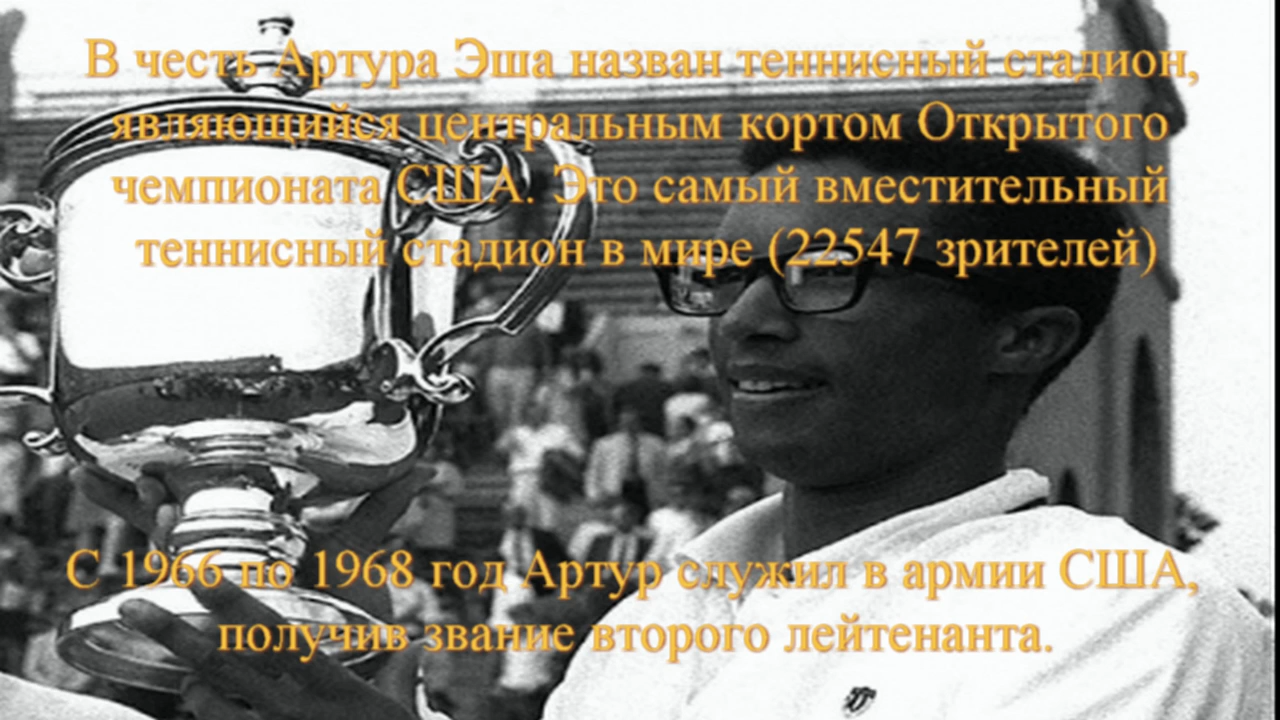 В честь Артура Эша назван теннисный стадион,
являющийся центральным кортом Открытого
чемпионата США. Это самый вместительный
теннисный стадион в мире (22547 зрителей)
С 1966 по 1968 год Артур служил в армии США,
получив звание второго лейтенанта.